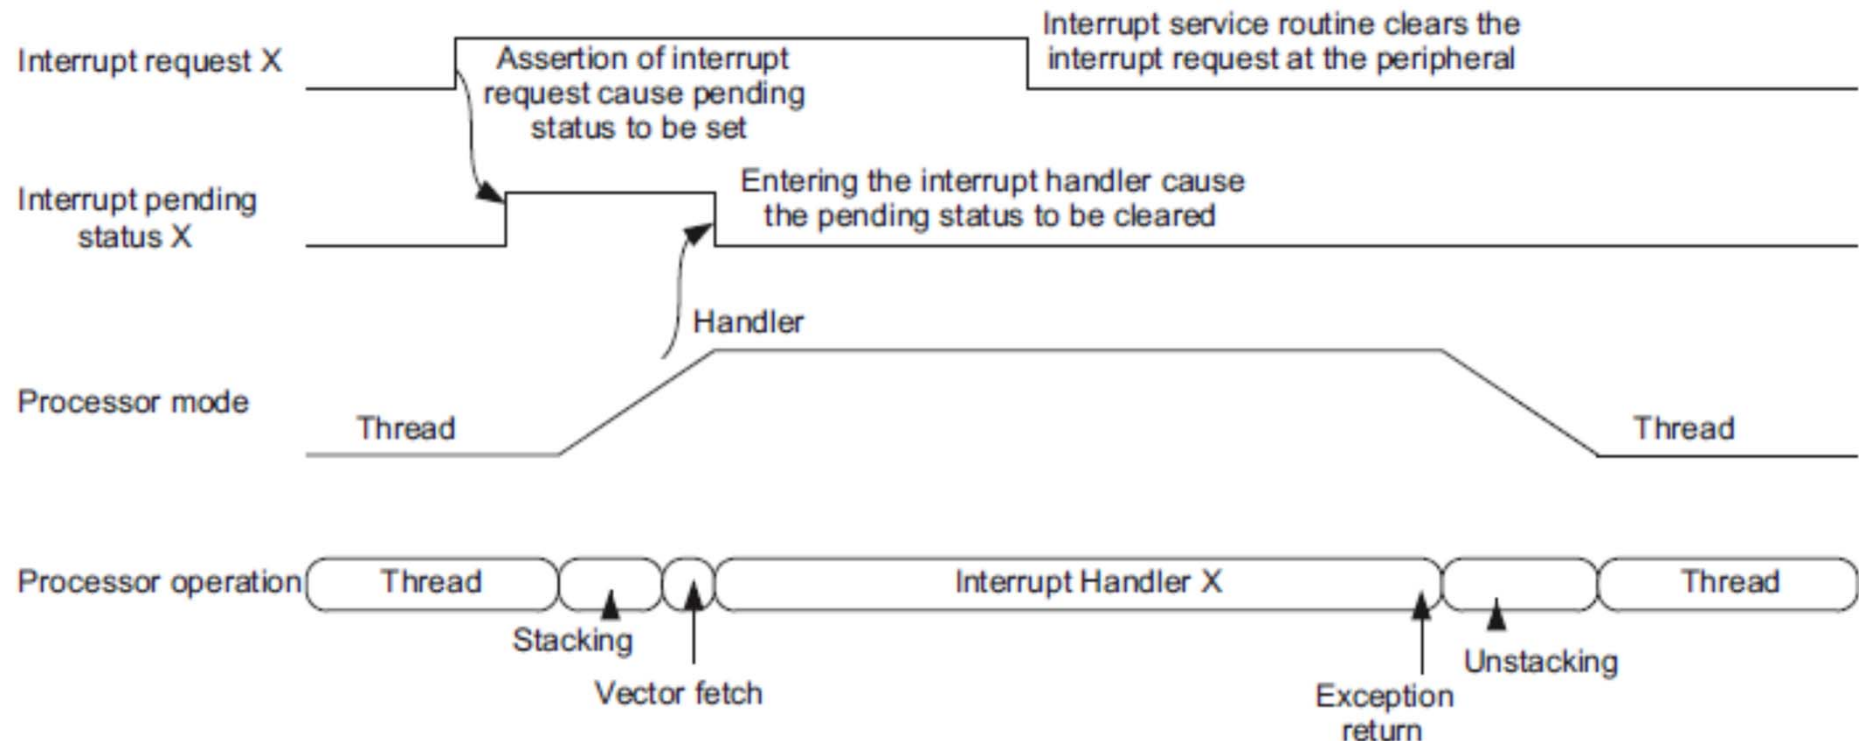 Interrupt request X
Assertion of interrupt
request cause pending
status to be set
Interrupt service routine clears the
interrupt request at the peripheral
Interrupt pending
status X
Entering the interrupt handler cause
the pending status to be cleared
Handler
Processor mode
Thread
Thread
Processor operation
Thread
Interrupt Handler X
Thread
Stacking
Vector fetch
Exception
return
Unstacking